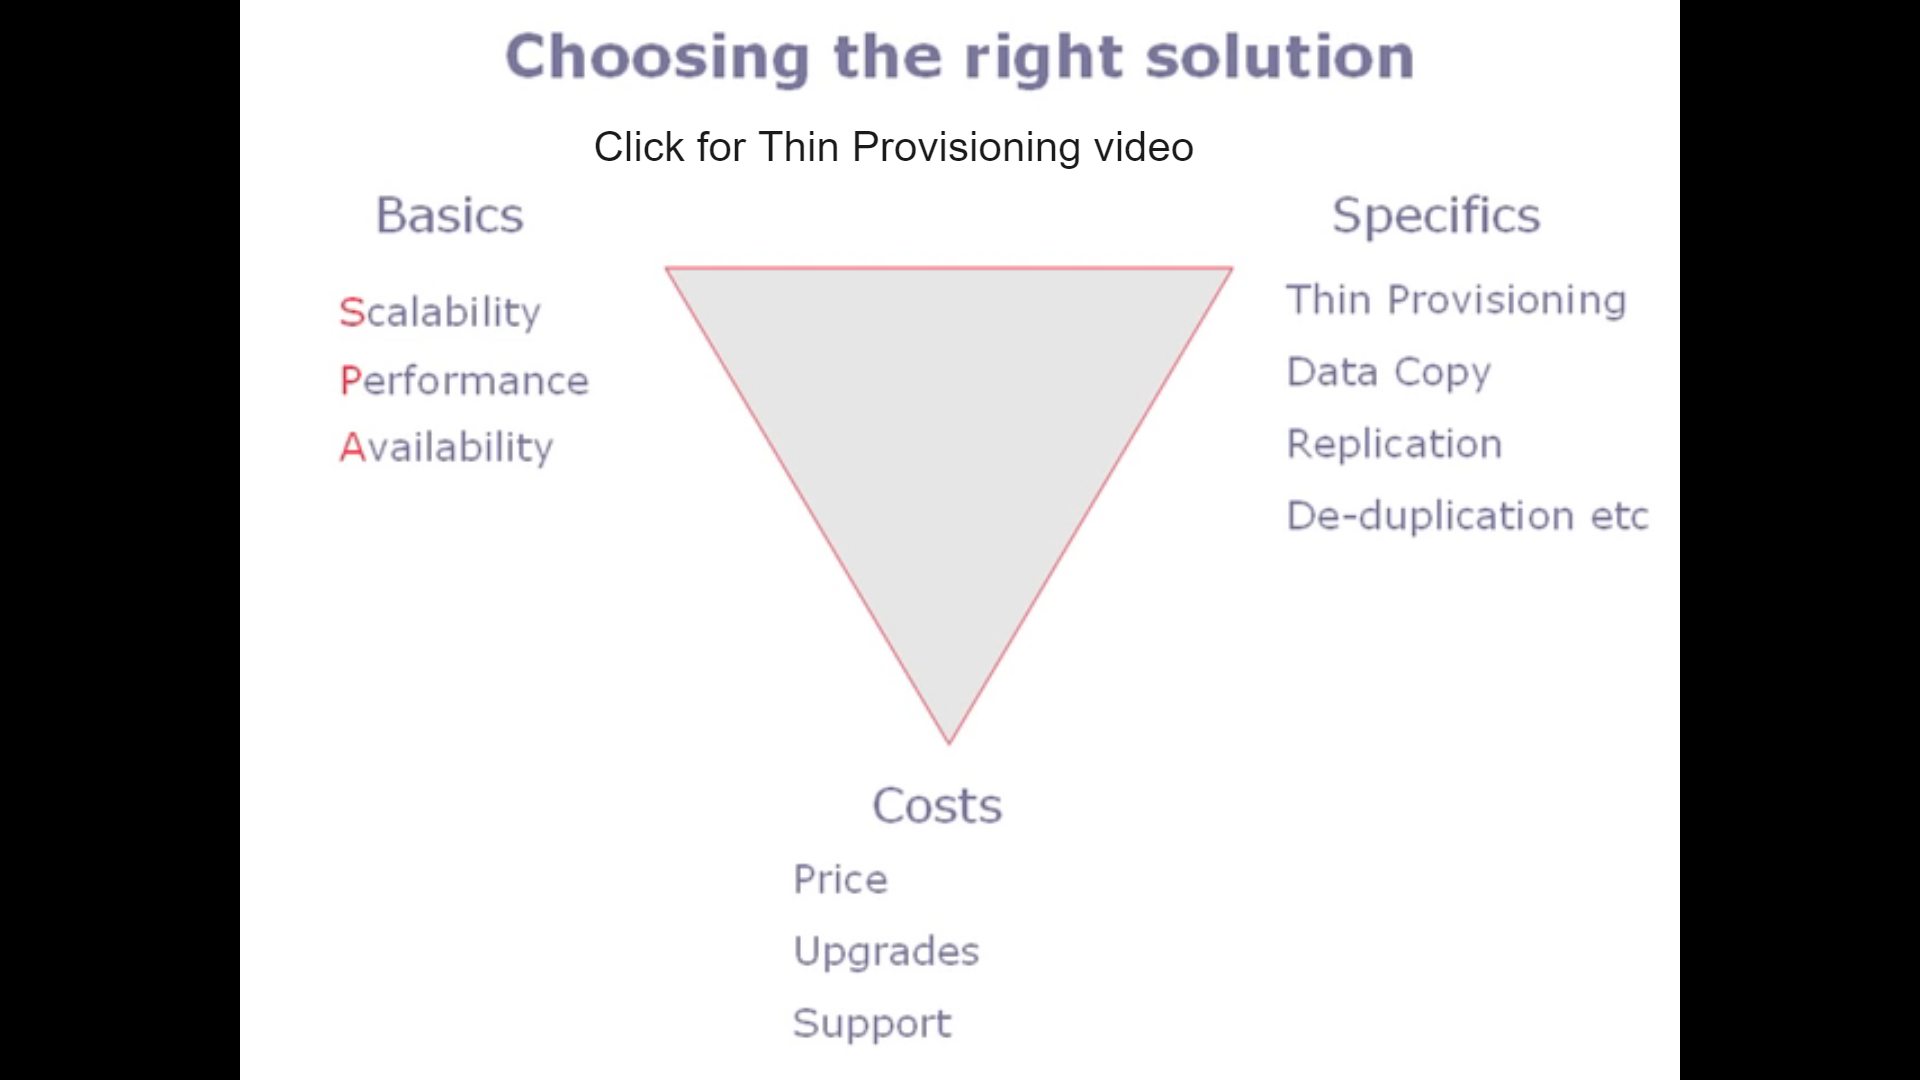 Choosing the right solution
Click for Thin Provisioning video
Basics
Scalability
Performance
Availability
Specifics
Thin Provisioning
Data Copy
Replication
De-duplication etc
Costs
Price
Upgrades
Support